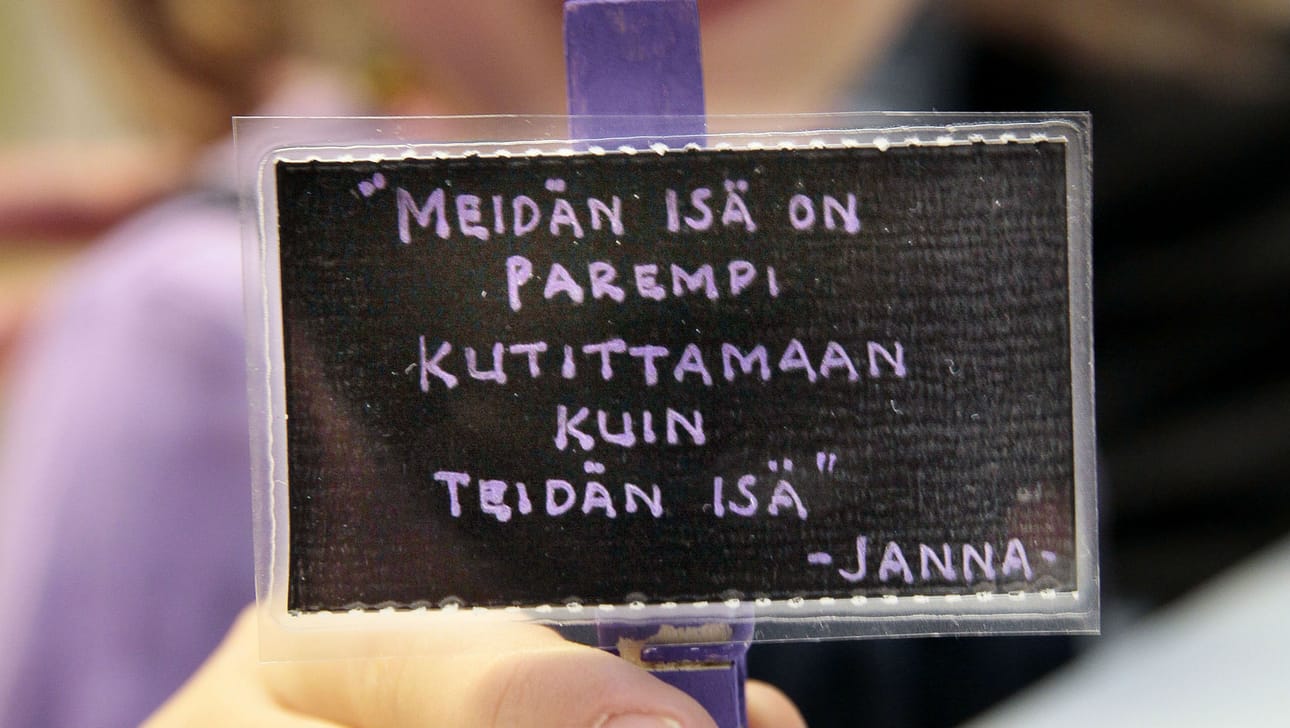 "MEIDÄN ISÄ ON
PAREMPI
KUTITTAMAAN
KUIN
TEIDÄN ISÄ"
-JANNA-